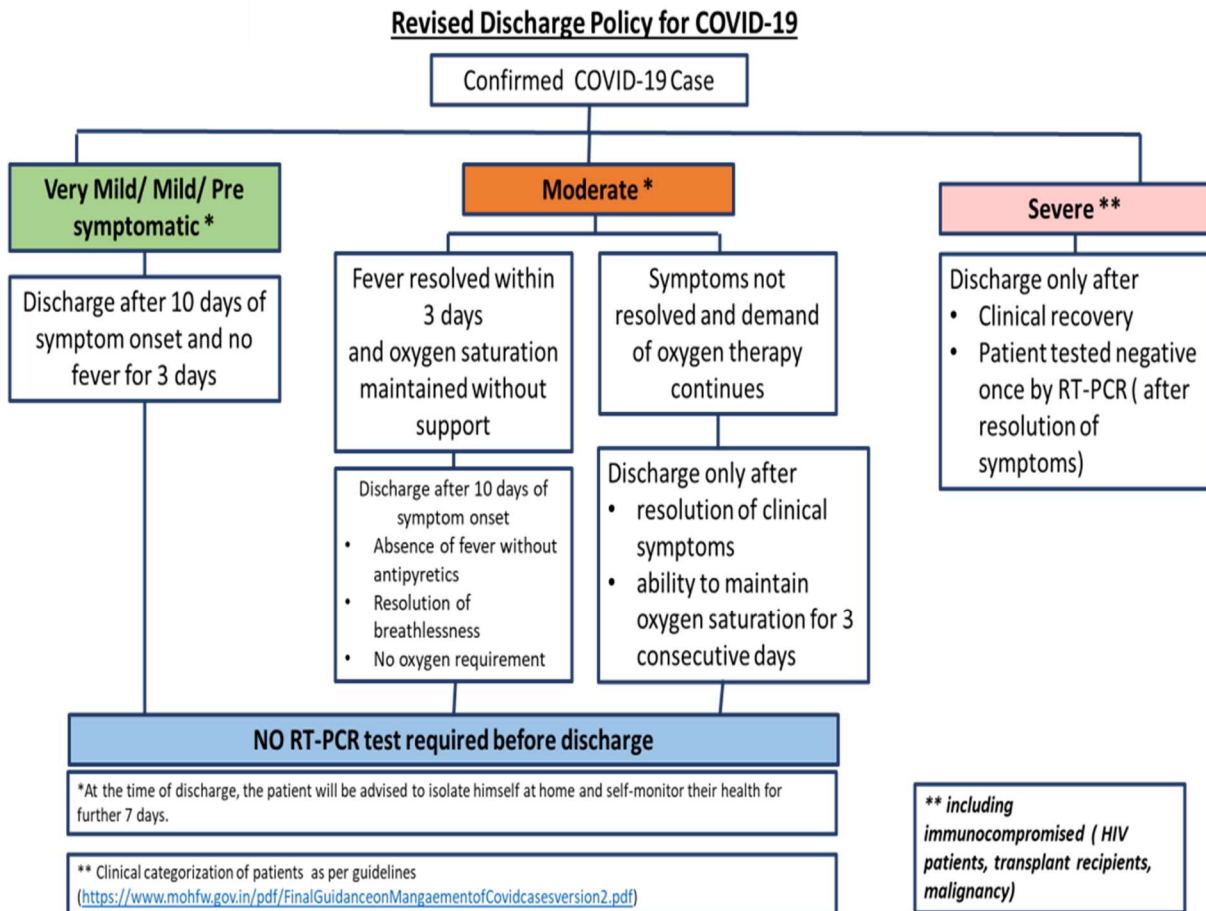 Revised Discharge Policy for COVID-19
Confirmed COVID-19 Case
Very Mild/ Mild/ Pre
symptomatic *
Discharge after 10 days of
symptom onset and no
fever for 3 days
Moderate *
Fever resolved within
3 days
and oxygen saturation
maintained without
support
Discharge after 10 days of
symptom onset
• Absence of fever without
antipyretics
• Resolution of
breathlessness
• No oxygen requirement
Symptoms not
resolved and demand
of oxygen therapy
continues
Discharge only after
• resolution of clinical
symptoms
• ability to maintain
oxygen saturation for 3
consecutive days
Severe **
Discharge only after
• Clinical recovery
• Patient tested negative
once by RT-PCR ( after
resolution of
symptoms)
NO RT-PCR test required before discharge
*At the time of discharge, the patient will be advised to isolate himself at home and self-monitor their health for
further 7 days.
** Clinical categorization of patients as per guidelines
(https://www.mohfw.gov.in/pdf/FinalGuidanceonMangaementofCovidcasesversion2.pdf)
** including
immunocompromised ( HIV
patients, transplant recipients,
malignancy)